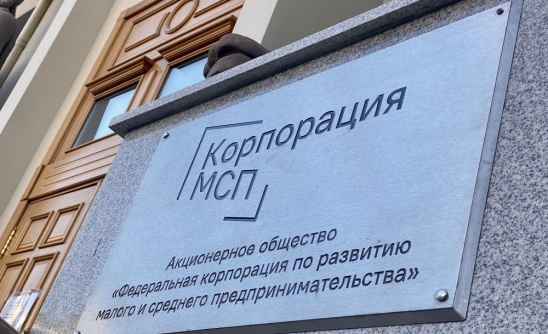 Корпорация
МСП
Акционерное общество
«Федеральная корпорация по развитию
малого и среднего предпринимательства»